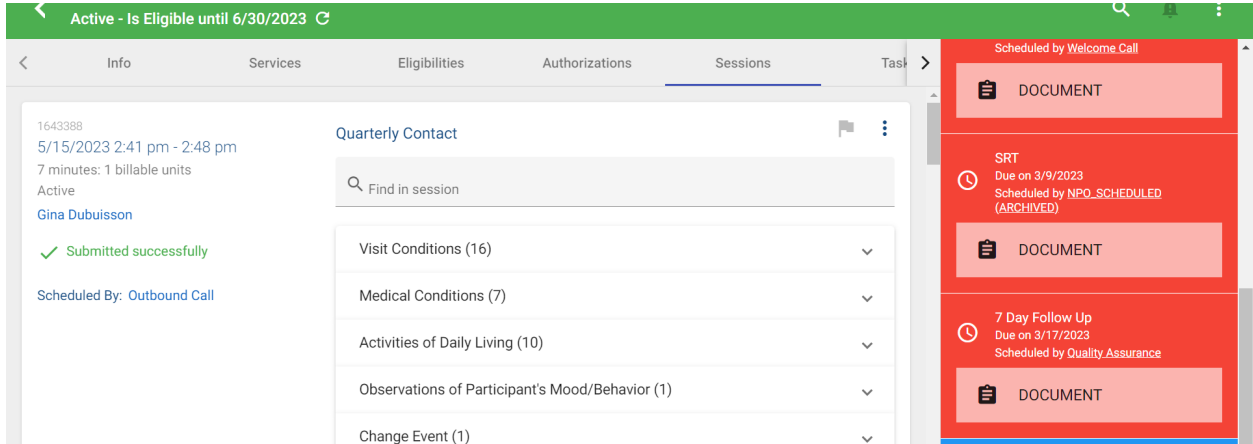 Active - Is Eligible until 6/30/2023
Info
Services
Eligibilities
Authorizations
Sessions
Task
1643388
5/15/2023 2:41 pm - 2:48 pm
7 minutes: 1 billable units
Active
Gina Dubuisson
Submitted successfully
Scheduled By: Outbound Call
Quarterly Contact
Find in session
Visit Conditions (16)
Medical Conditions (7)
Activities of Daily Living (10)
Observations of Participant's Mood/Behavior (1)
Change Event (1)
Scheduled by Welcome Call
DOCUMENT
SRT
Due on 3/9/2023
Scheduled by NPO_SCHEDULED
(ARCHIVED)
DOCUMENT
7 Day Follow Up
Due on 3/17/2023
Scheduled by Quality Assurance
DOCUMENT